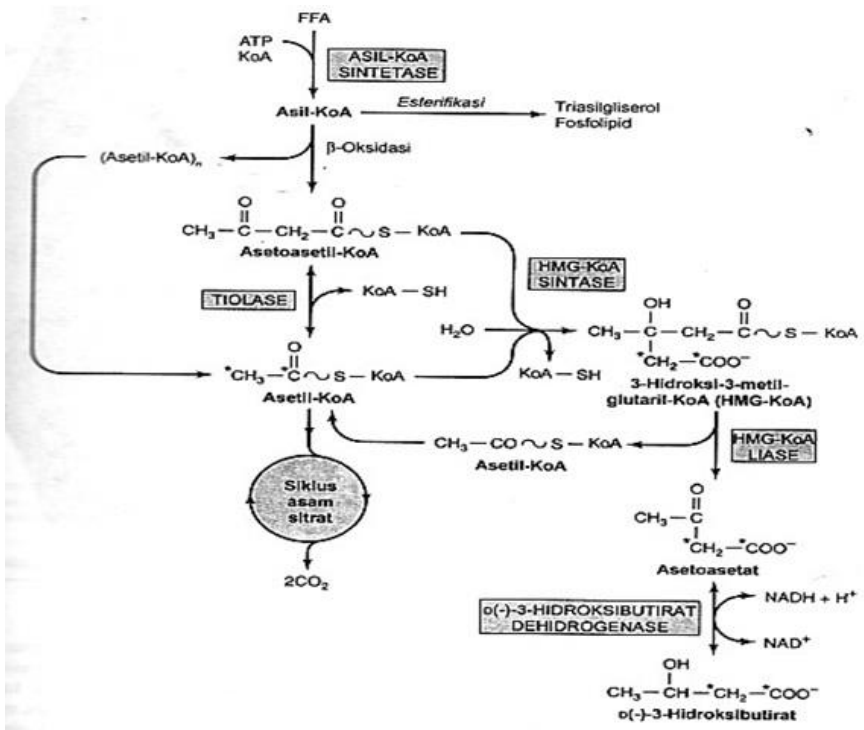 FFA
ATP
KoA
ASIL-KoA
SINTETASE
Asil-KoA
Esterifikasi
Triasilgliserol
Fosfolipid
β-Oksidasi
(Asetil-KoA)n
O O
CH₃—C—CH₂—C~S—KoA
Asetoasetil-KoA
TIOLASE
KoA—SH
HMG-KoA
SINTASE
H₂O
KoA—SH
OH O
CH₃—C—CH₂—C~S—KoA
*CH₂—*COO⁻
3-Hidroksi-3-metil-
glutaril-KoA (HMG-KoA)
O
*CH₃—*C~S—KoA
Asetil-KoA
CH₃—CO~S—KoA
Asetil-KoA
HMG-KoA
LIASE
Siklus
asam
sitrat
2CO₂
O
CH₃—C
*CH₂—*COO⁻
Asetoasetat
D(-)-3-HIDROKSIBUTIRAT
DEHIDROGENASE
NADH + H⁺
NAD⁺
OH
CH₃—CH—*CH₂—*COO⁻
D(-)-3-Hidroksibutirat